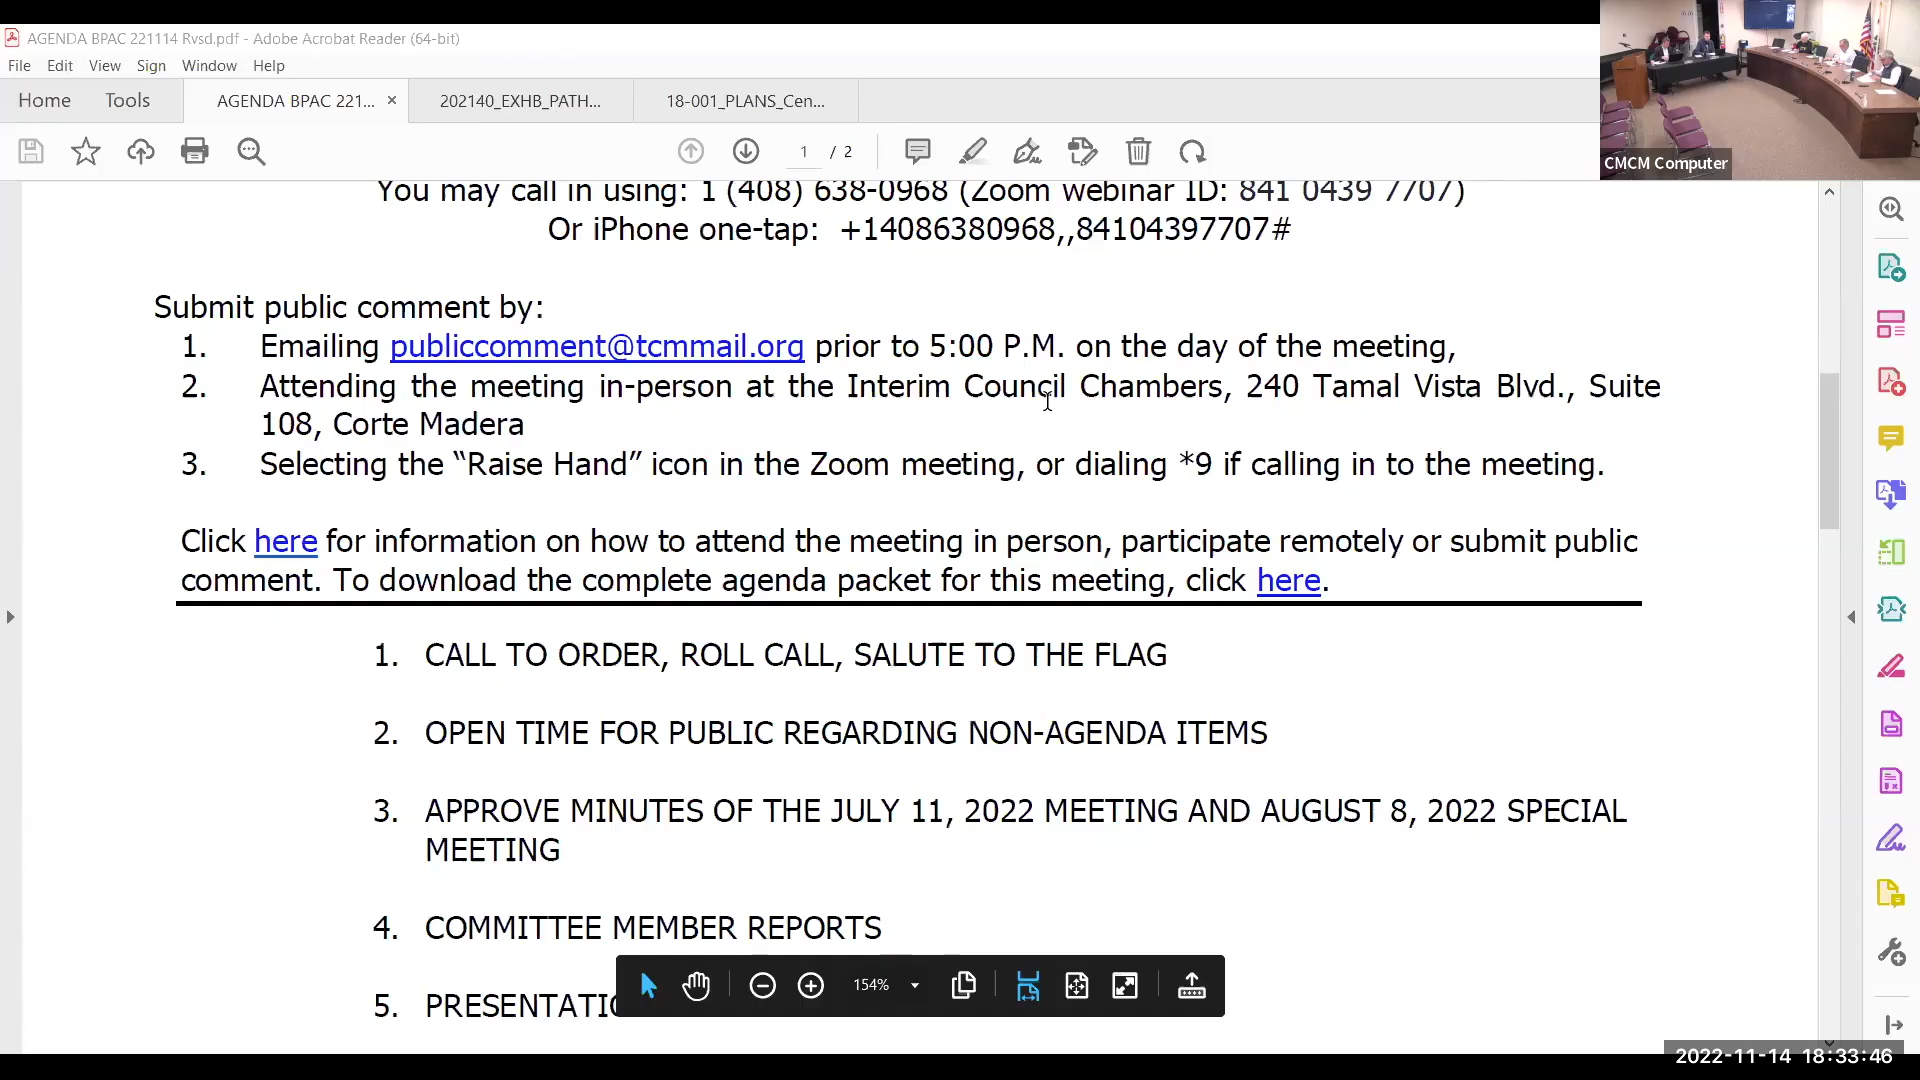 AGENDA BPAC 221114 Rvsd.pdf - Adobe Acrobat Reader (64-bit)
File Edit View Sign Window Help
Home Tools AGENDA BPAC 221... × 202140_EXHB_PATH... 18-001_PLANS_Cen...
1 / 2
CMCM Computer
You may call in using: 1 (408) 638-0968 (Zoom webinar ID: 841 0439 7707)
Or iPhone one-tap: +14086380968,,84104397707#
Submit public comment by:
1. Emailing publiccomment@tcmmail.org prior to 5:00 P.M. on the day of the meeting,
2. Attending the meeting in-person at the Interim Council Chambers, 240 Tamal Vista Blvd., Suite
108, Corte Madera
3. Selecting the “Raise Hand” icon in the Zoom meeting, or dialing *9 if calling in to the meeting.
Click here for information on how to attend the meeting in person, participate remotely or submit public
comment. To download the complete agenda packet for this meeting, click here.
1. CALL TO ORDER, ROLL CALL, SALUTE TO THE FLAG
2. OPEN TIME FOR PUBLIC REGARDING NON-AGENDA ITEMS
3. APPROVE MINUTES OF THE JULY 11, 2022 MEETING AND AUGUST 8, 2022 SPECIAL
MEETING
4. COMMITTEE MEMBER REPORTS
154%
5. PRESENTATIO
2022-11-14 18:33:46